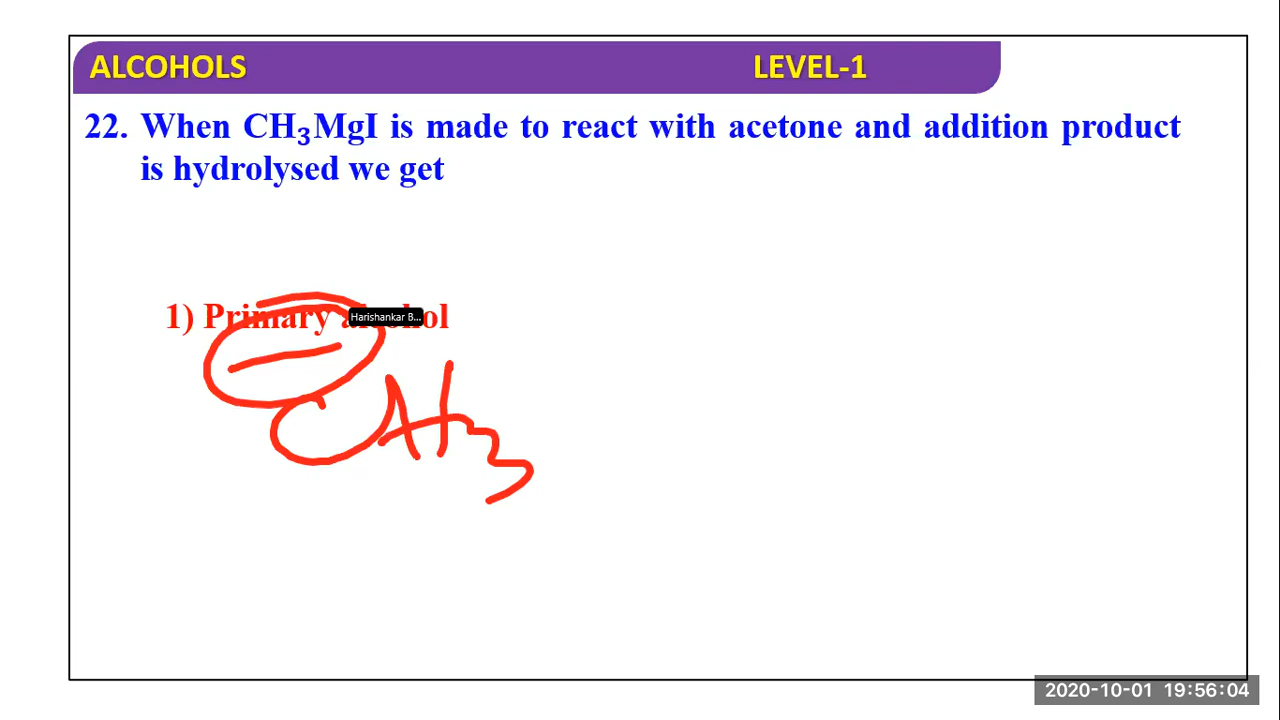 ALCOHOLS LEVEL-1
22. When CH₃MgI is made to react with acetone and addition product
is hydrolysed we get
1) Primary alcohol
Harishankar B...
CH3
2020-10-01 19:56:04